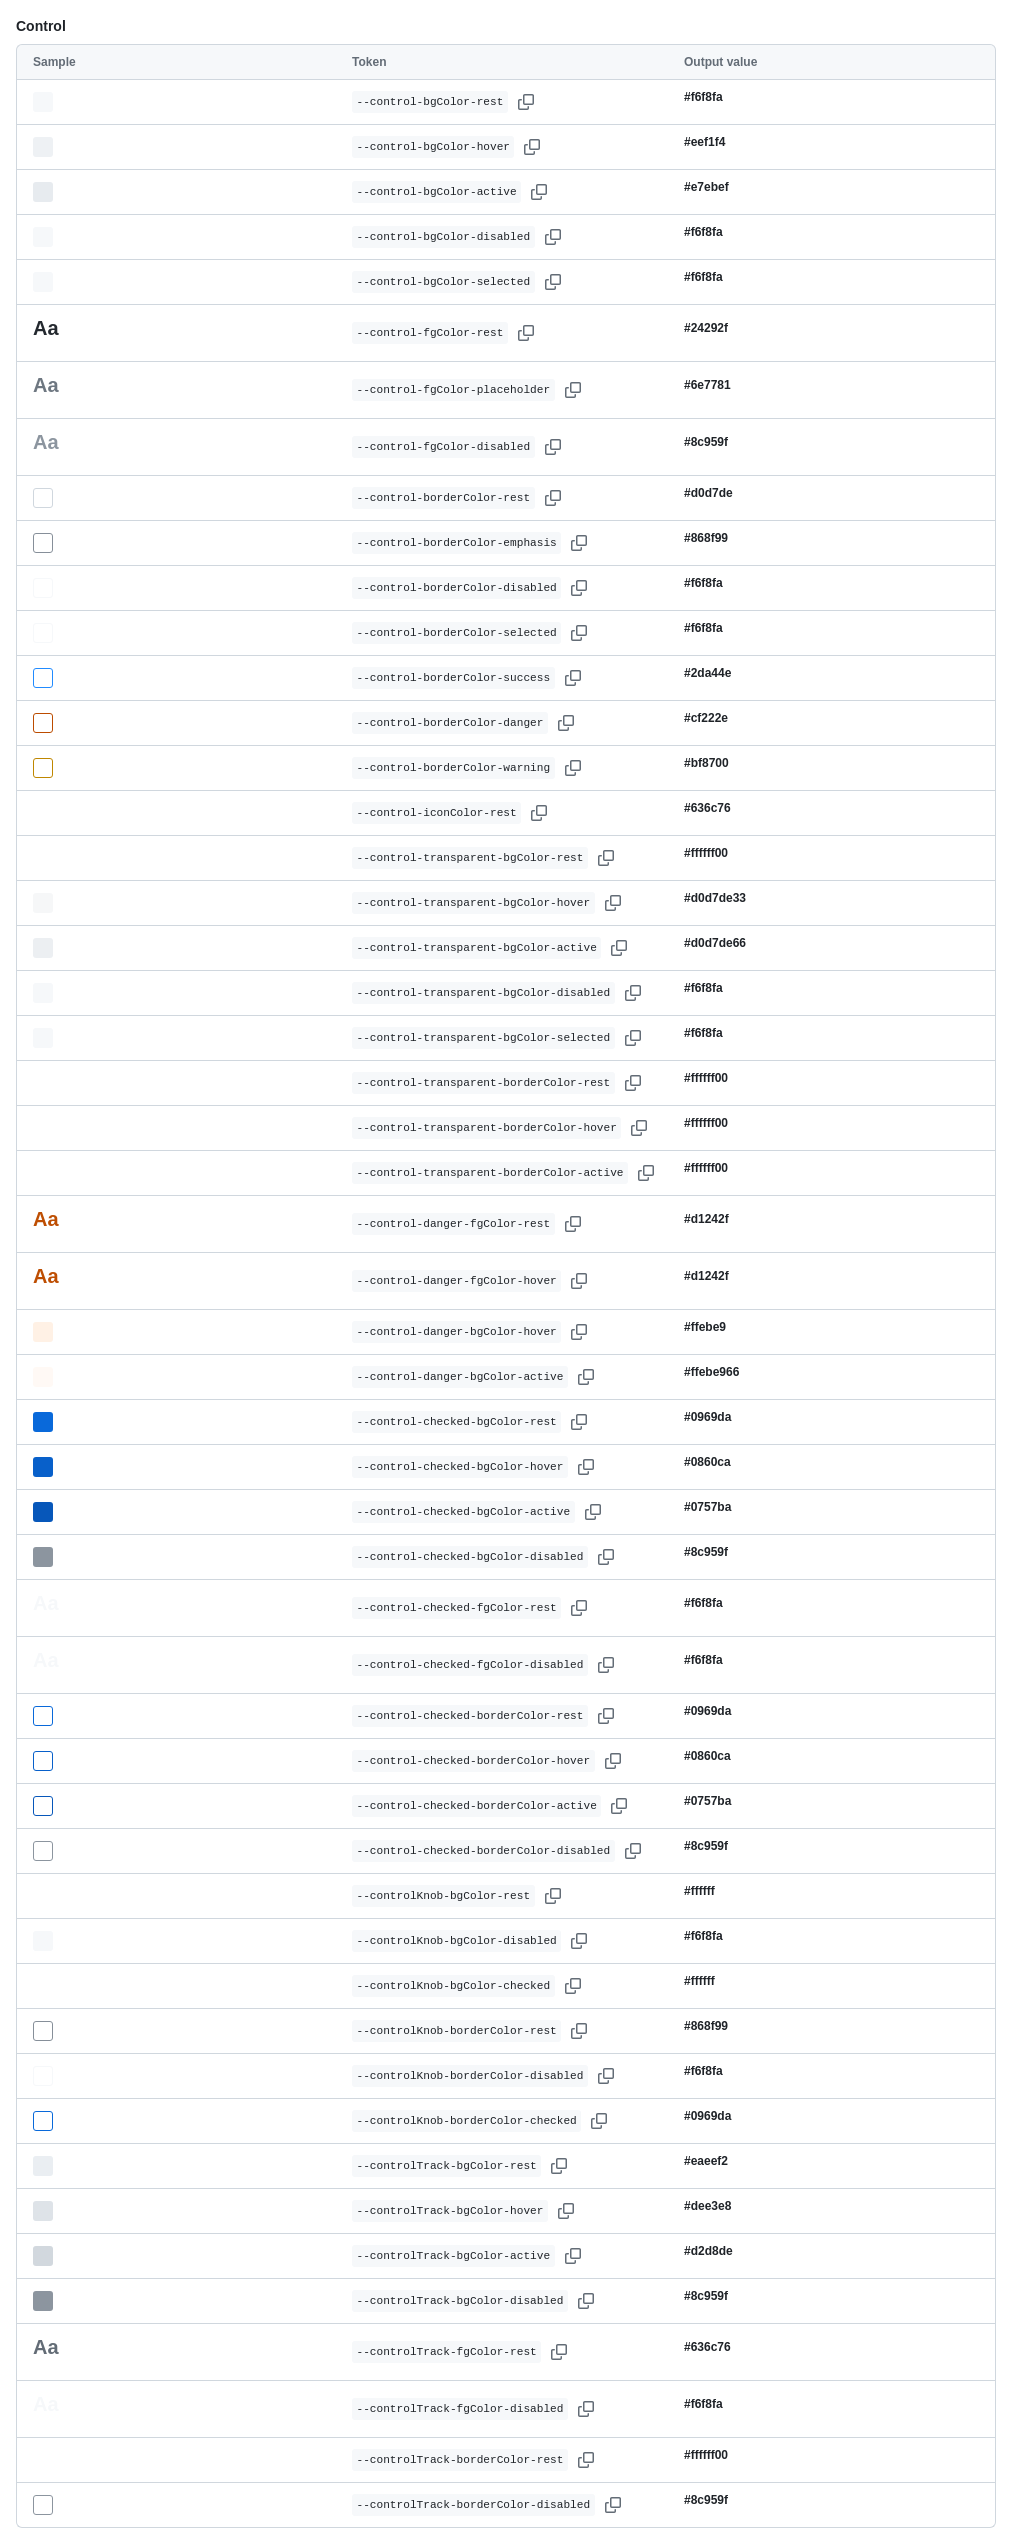 Control
Sample Token Output value
--control-bgColor-rest #f6f8fa
--control-bgColor-hover #eef1f4
--control-bgColor-active #e7ebef
--control-bgColor-disabled #f6f8fa
--control-bgColor-selected #f6f8fa
Aa --control-fgColor-rest #24292f
Aa --control-fgColor-placeholder #6e7781
Aa --control-fgColor-disabled #8c959f
--control-borderColor-rest #d0d7de
--control-borderColor-emphasis #868f99
--control-borderColor-disabled #f6f8fa
--control-borderColor-selected #f6f8fa
--control-borderColor-success #2da44e
--control-borderColor-danger #cf222e
--control-borderColor-warning #bf8700
--control-iconColor-rest #636c76
--control-transparent-bgColor-rest #ffffff00
--control-transparent-bgColor-hover #d0d7de33
--control-transparent-bgColor-active #d0d7de66
--control-transparent-bgColor-disabled #f6f8fa
--control-transparent-bgColor-selected #f6f8fa
--control-transparent-borderColor-rest #ffffff00
--control-transparent-borderColor-hover #ffffff00
--control-transparent-borderColor-active #ffffff00
Aa --control-danger-fgColor-rest #d1242f
Aa --control-danger-fgColor-hover #d1242f
--control-danger-bgColor-hover #ffebe9
--control-danger-bgColor-active #ffebe966
--control-checked-bgColor-rest #0969da
--control-checked-bgColor-hover #0860ca
--control-checked-bgColor-active #0757ba
--control-checked-bgColor-disabled #8c959f
Aa --control-checked-fgColor-rest #f6f8fa
Aa --control-checked-fgColor-disabled #f6f8fa
--control-checked-borderColor-rest #0969da
--control-checked-borderColor-hover #0860ca
--control-checked-borderColor-active #0757ba
--control-checked-borderColor-disabled #8c959f
--controlKnob-bgColor-rest #ffffff
--controlKnob-bgColor-disabled #f6f8fa
--controlKnob-bgColor-checked #ffffff
--controlKnob-borderColor-rest #868f99
--controlKnob-borderColor-disabled #f6f8fa
--controlKnob-borderColor-checked #0969da
--controlTrack-bgColor-rest #eaeef2
--controlTrack-bgColor-hover #dee3e8
--controlTrack-bgColor-active #d2d8de
--controlTrack-bgColor-disabled #8c959f
Aa --controlTrack-fgColor-rest #636c76
Aa --controlTrack-fgColor-disabled #f6f8fa
--controlTrack-borderColor-rest #ffffff00
--controlTrack-borderColor-disabled #8c959f